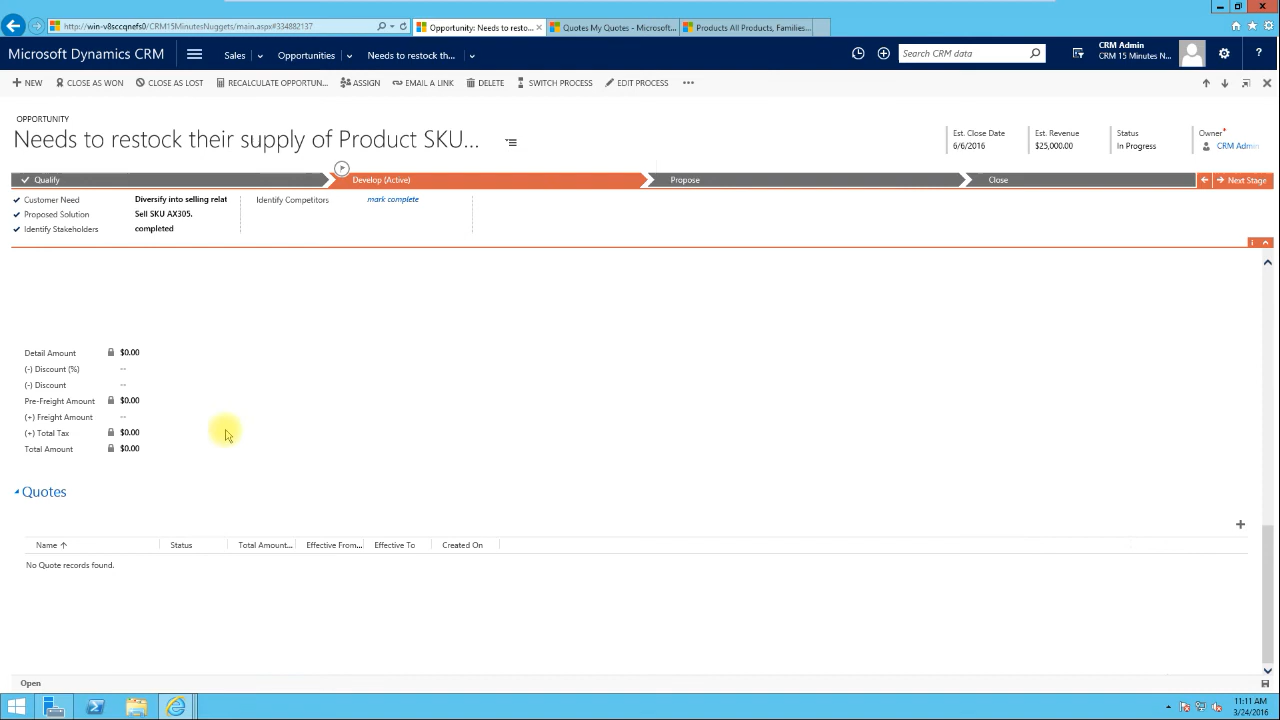 http://win-v8sccqnefs0/CRM15MinutesNuggets/main.aspx#334882137
Opportunity: Needs to resto...
Quotes My Quotes - Microsoft...
Products All Products, Families...
Microsoft Dynamics CRM
Sales
Opportunities
Needs to restock th...
Search CRM data
CRM Admin
CRM 15 Minutes N...
?
NEW
CLOSE AS WON
CLOSE AS LOST
RECALCULATE OPPORTUN...
ASSIGN
EMAIL A LINK
DELETE
SWITCH PROCESS
EDIT PROCESS
OPPORTUNITY
Needs to restock their supply of Product SKU...
Est. Close Date
6/6/2016
Est. Revenue
$25,000.00
Status
In Progress
Owner*
CRM Admin
Qualify
Develop (Active)
Propose
Close
Next Stage
Customer Need
Diversify into selling relat
Identify Competitors
mark complete
Proposed Solution
Sell SKU AX305.
Identify Stakeholders
completed
Detail Amount
$0.00
(-) Discount (%)
--
(-) Discount
--
Pre-Freight Amount
$0.00
(+) Freight Amount
--
(+) Total Tax
$0.00
Total Amount
$0.00
Quotes
Name
Status
Total Amount...
Effective From...
Effective To
Created On
No Quote records found.
Open
11:11 AM
3/24/2016